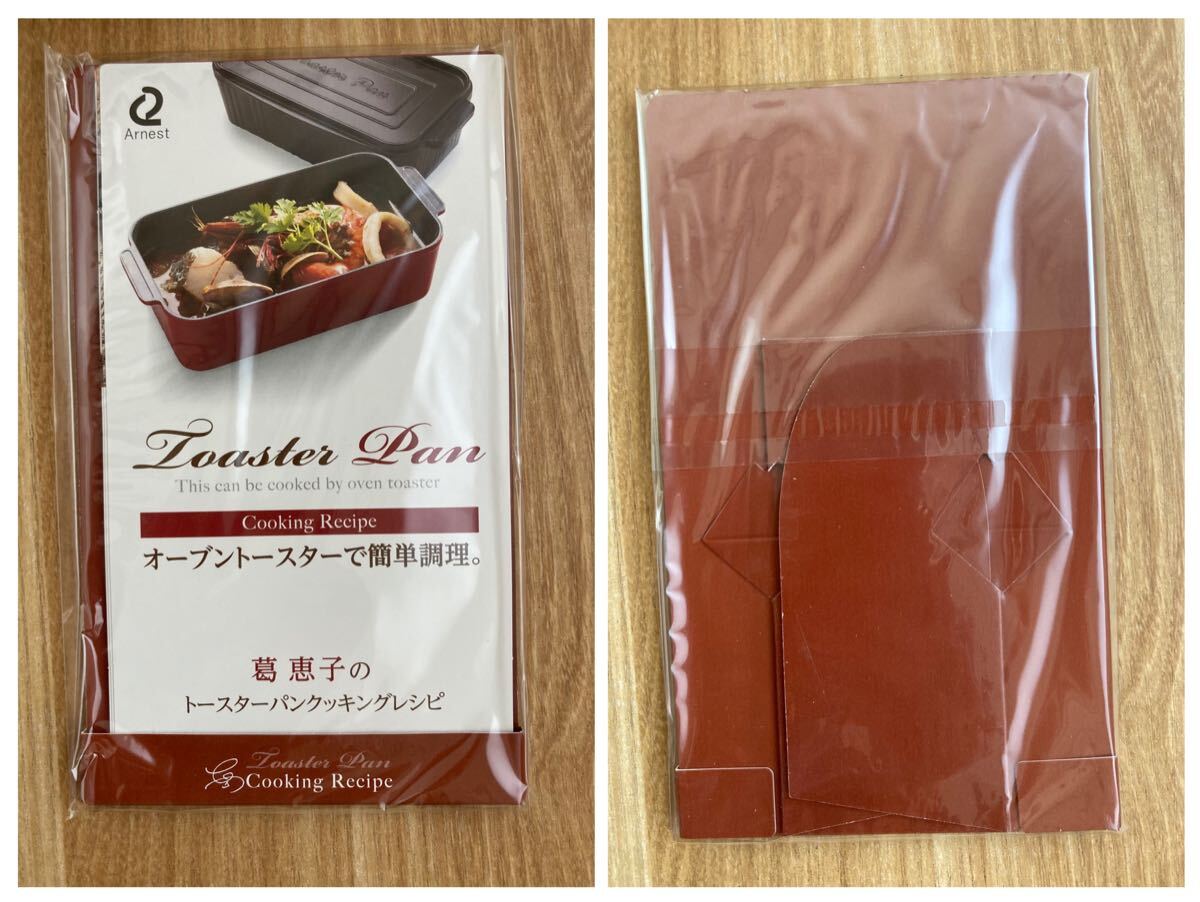 Arnest
Toaster Pan
Toaster Pan
This can be cooked by oven toaster
Cooking Recipe
オーブントースターで簡単調理。
葛 恵子の
トースターパンクッキングレシピ
Toaster Pan
Cooking Recipe